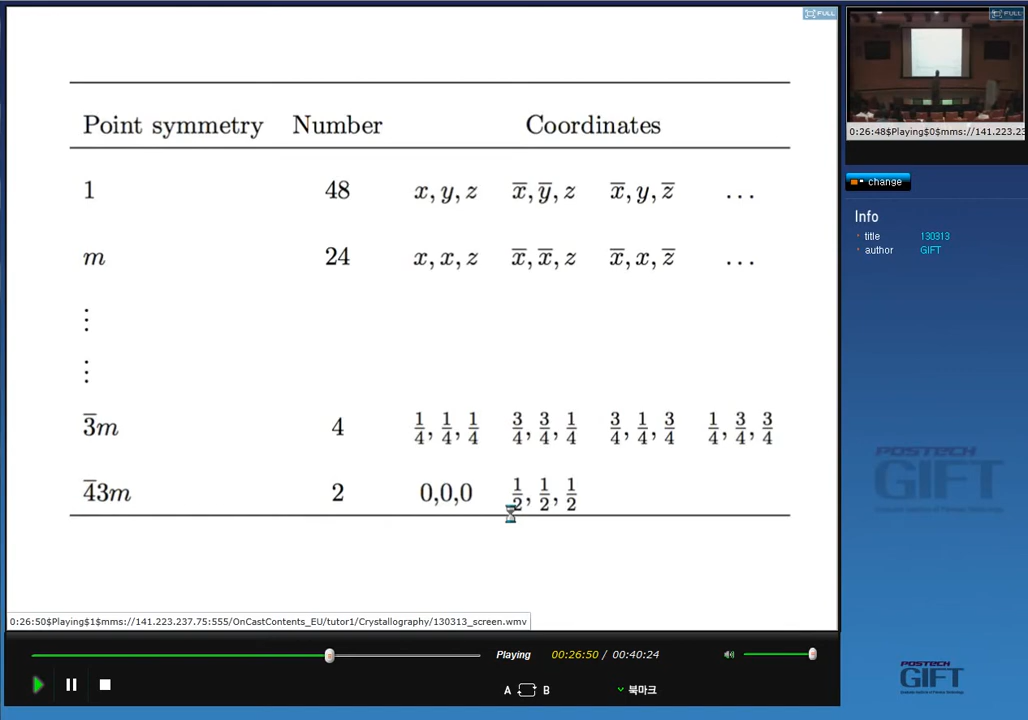 FULL
Point symmetry Number Coordinates
1 48 x, y, z x̅, y̅, z x̅, y, z̅ ...
m 24 x, x, z x̅, x̅, z x̅, x, z̅ ...
⋮
⋮
3̅m 4 1/4, 1/4, 1/4 3/4, 3/4, 1/4 3/4, 1/4, 3/4 1/4, 3/4, 3/4
4̅3m 2 0,0,0 1/2, 1/2, 1/2
0:26:50$Playing$1$mms://141.223.237.75:555/OnCastContents_EU/tutor1/Crystallography/130313_screen.wmv
Playing 00:26:50 / 00:40:24
A B 북마크
FULL
0:26:48$Playing$0$mms://141.223.23
change
Info
title 130313
author GIFT
POSTECH
GIFT
POSTECH
GIFT